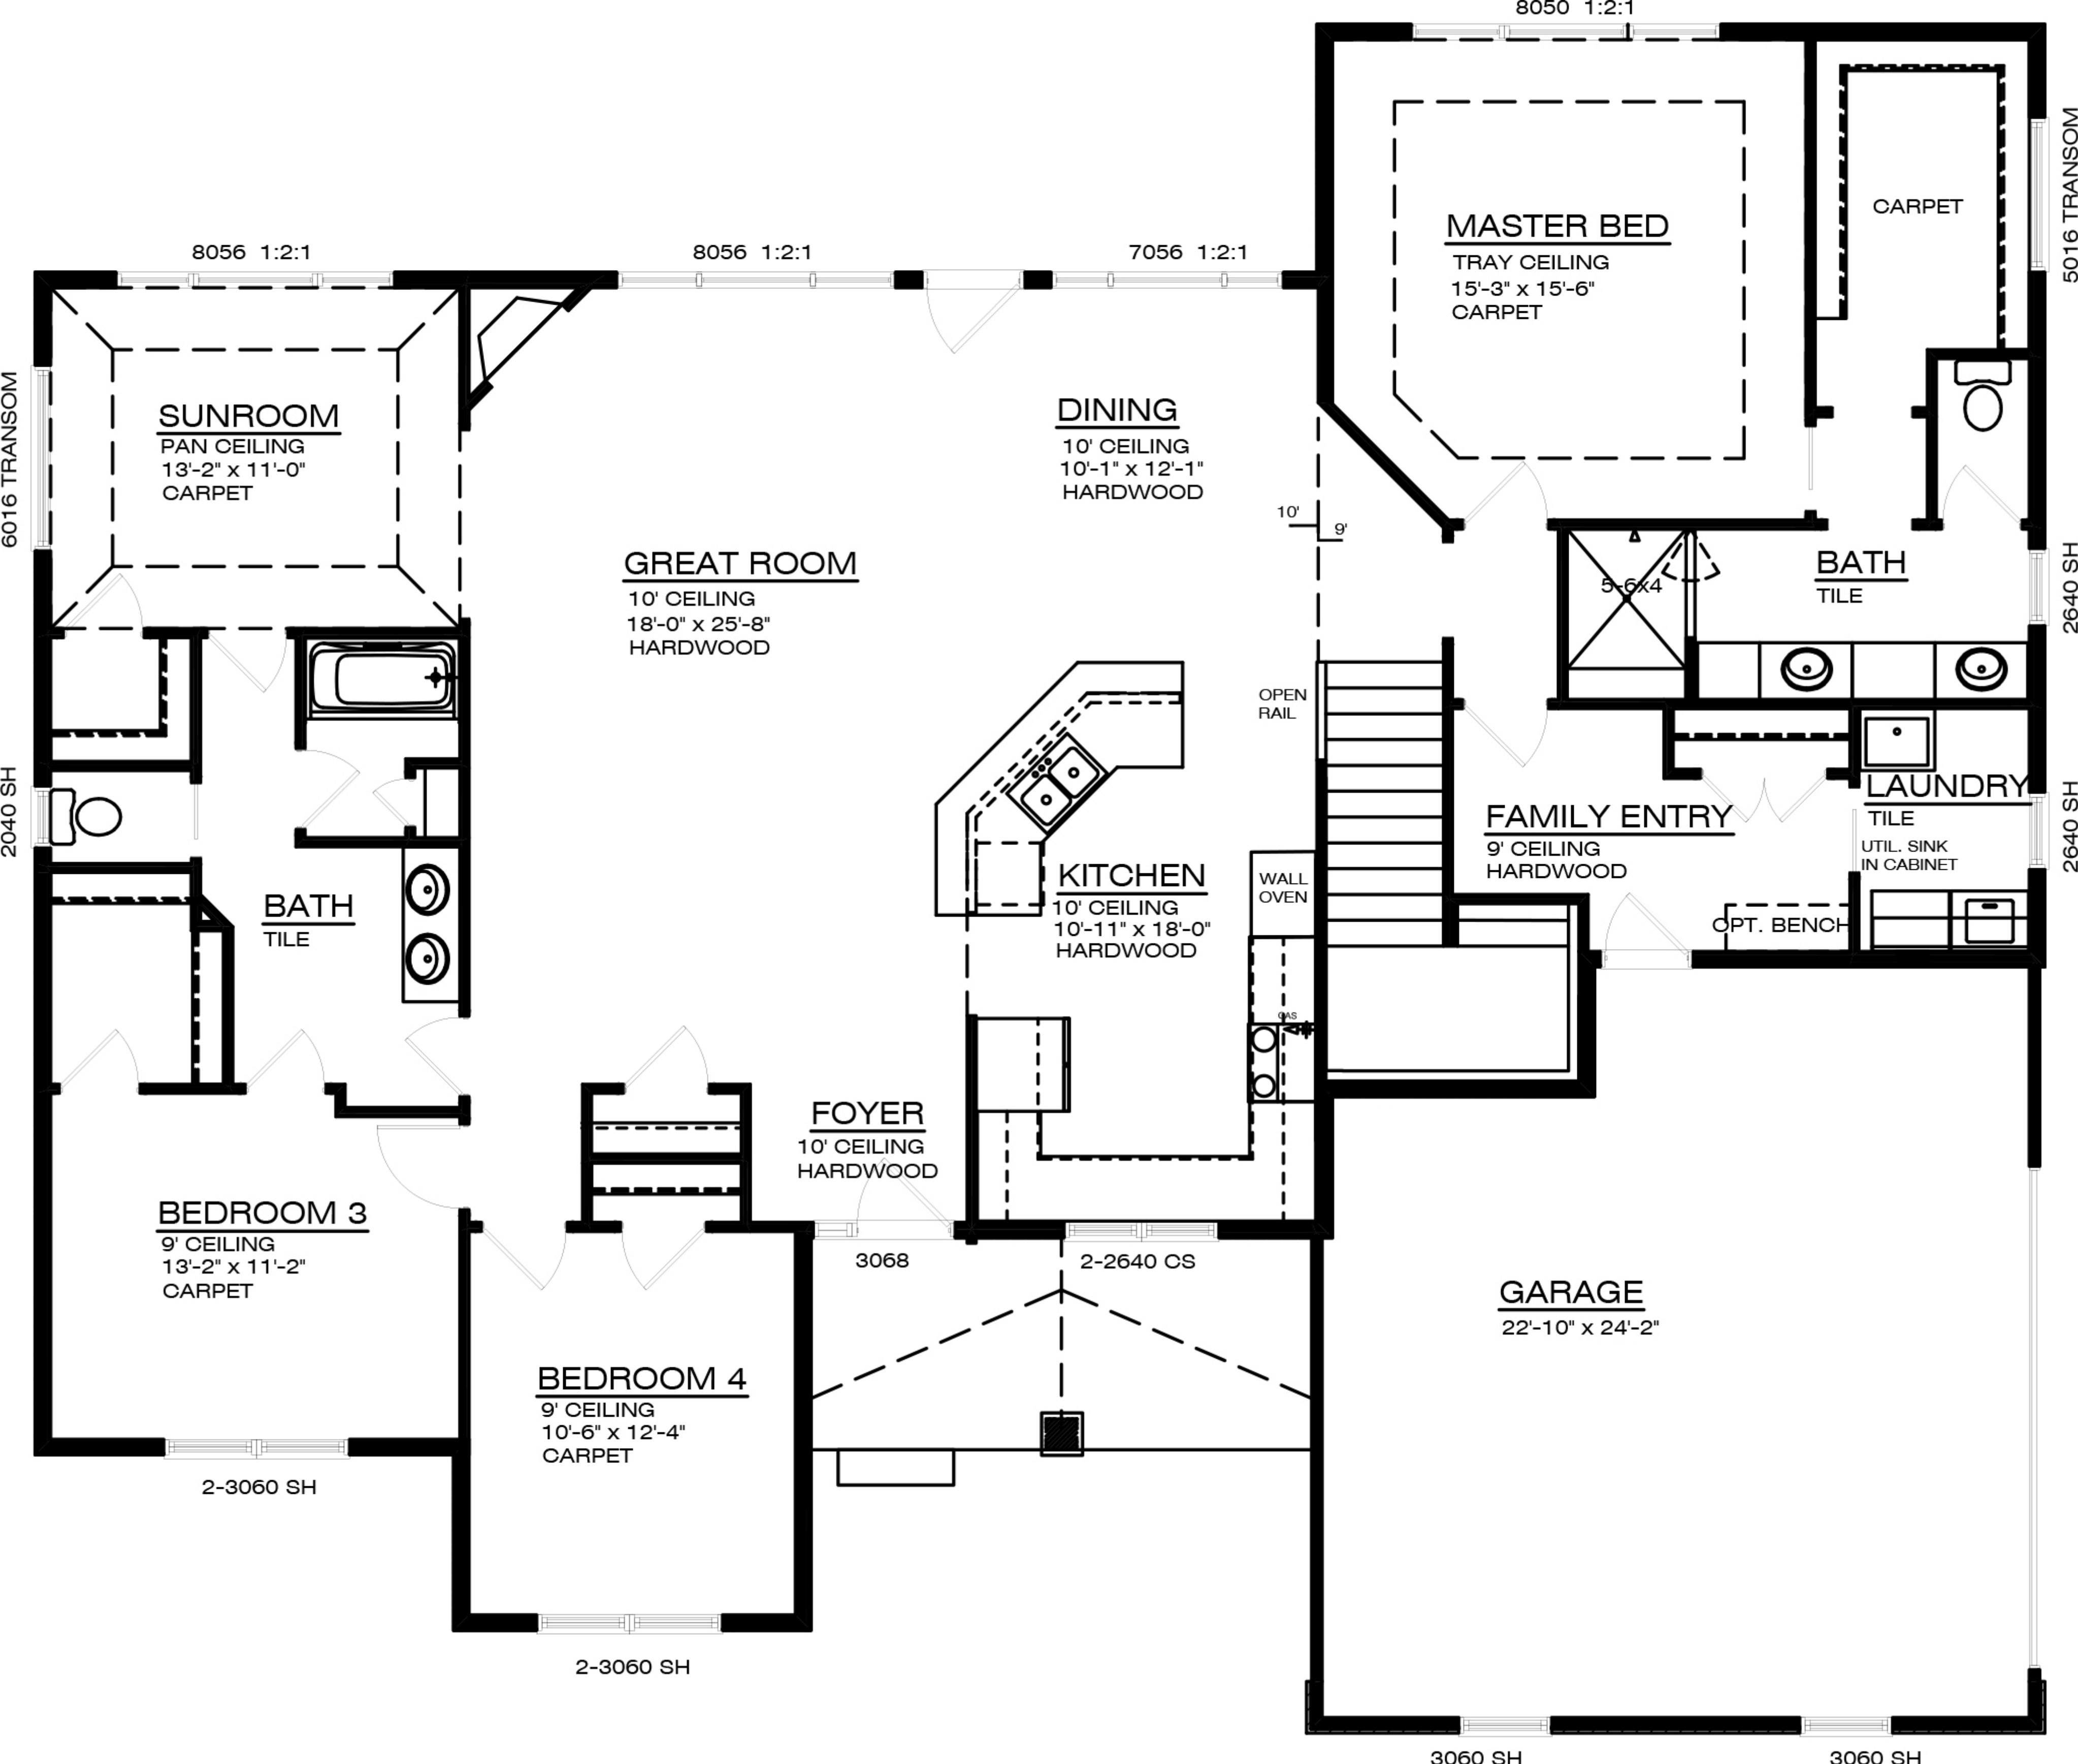 8050 1:2:1
5016 TRANSOM
CARPET
MASTER BED
TRAY CEILING
15'-3" x 15'-6"
CARPET
8056 1:2:1
8056 1:2:1
7056 1:2:1
6016 TRANSOM
SUNROOM
PAN CEILING
13'-2" x 11'-0"
CARPET
DINING
10' CEILING
10'-1" x 12'-1"
HARDWOOD
10'
9'
GREAT ROOM
10' CEILING
18'-0" x 25'-8"
HARDWOOD
5-6x4
BATH
TILE
2640 SH
OPEN
RAIL
2040 SH
FAMILY ENTRY
9' CEILING
HARDWOOD
LAUNDRY
TILE
UTIL. SINK
IN CABINET
2640 SH
OPT. BENCH
KITCHEN
10' CEILING
10'-11" x 18'-0"
HARDWOOD
WALL
OVEN
GAS
BATH
TILE
FOYER
10' CEILING
HARDWOOD
3068
2-2640 CS
BEDROOM 3
9' CEILING
13'-2" x 11'-2"
CARPET
2-3060 SH
BEDROOM 4
9' CEILING
10'-6" x 12'-4"
CARPET
2-3060 SH
GARAGE
22'-10" x 24'-2"
3060 SH
3060 SH